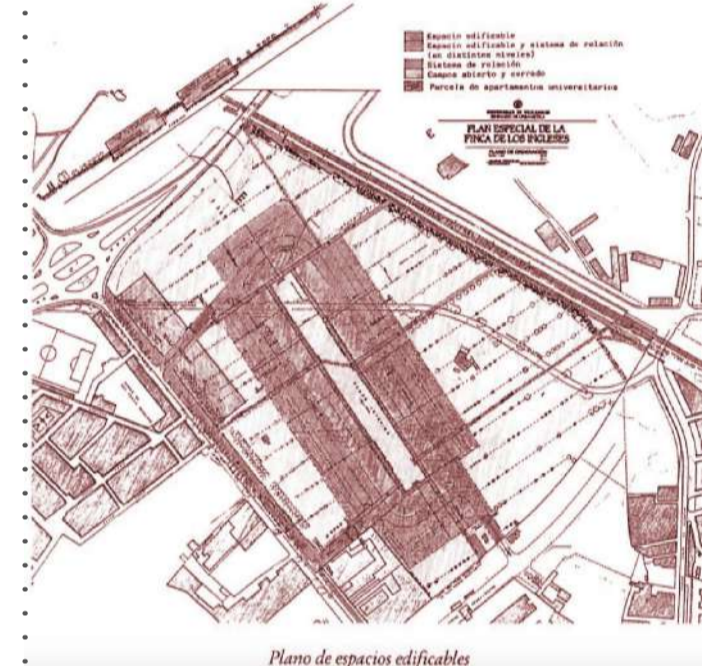 Espacio edificable
Espacio edificable y sistema de relación
(en distintos niveles)
Sistema de relación
Campos abierto y cerrado
Parcela de apartamentos universitarios
PLAN ESPECIAL DE LA
FINCA DE LOS INGLESES
Plano de espacios edificables